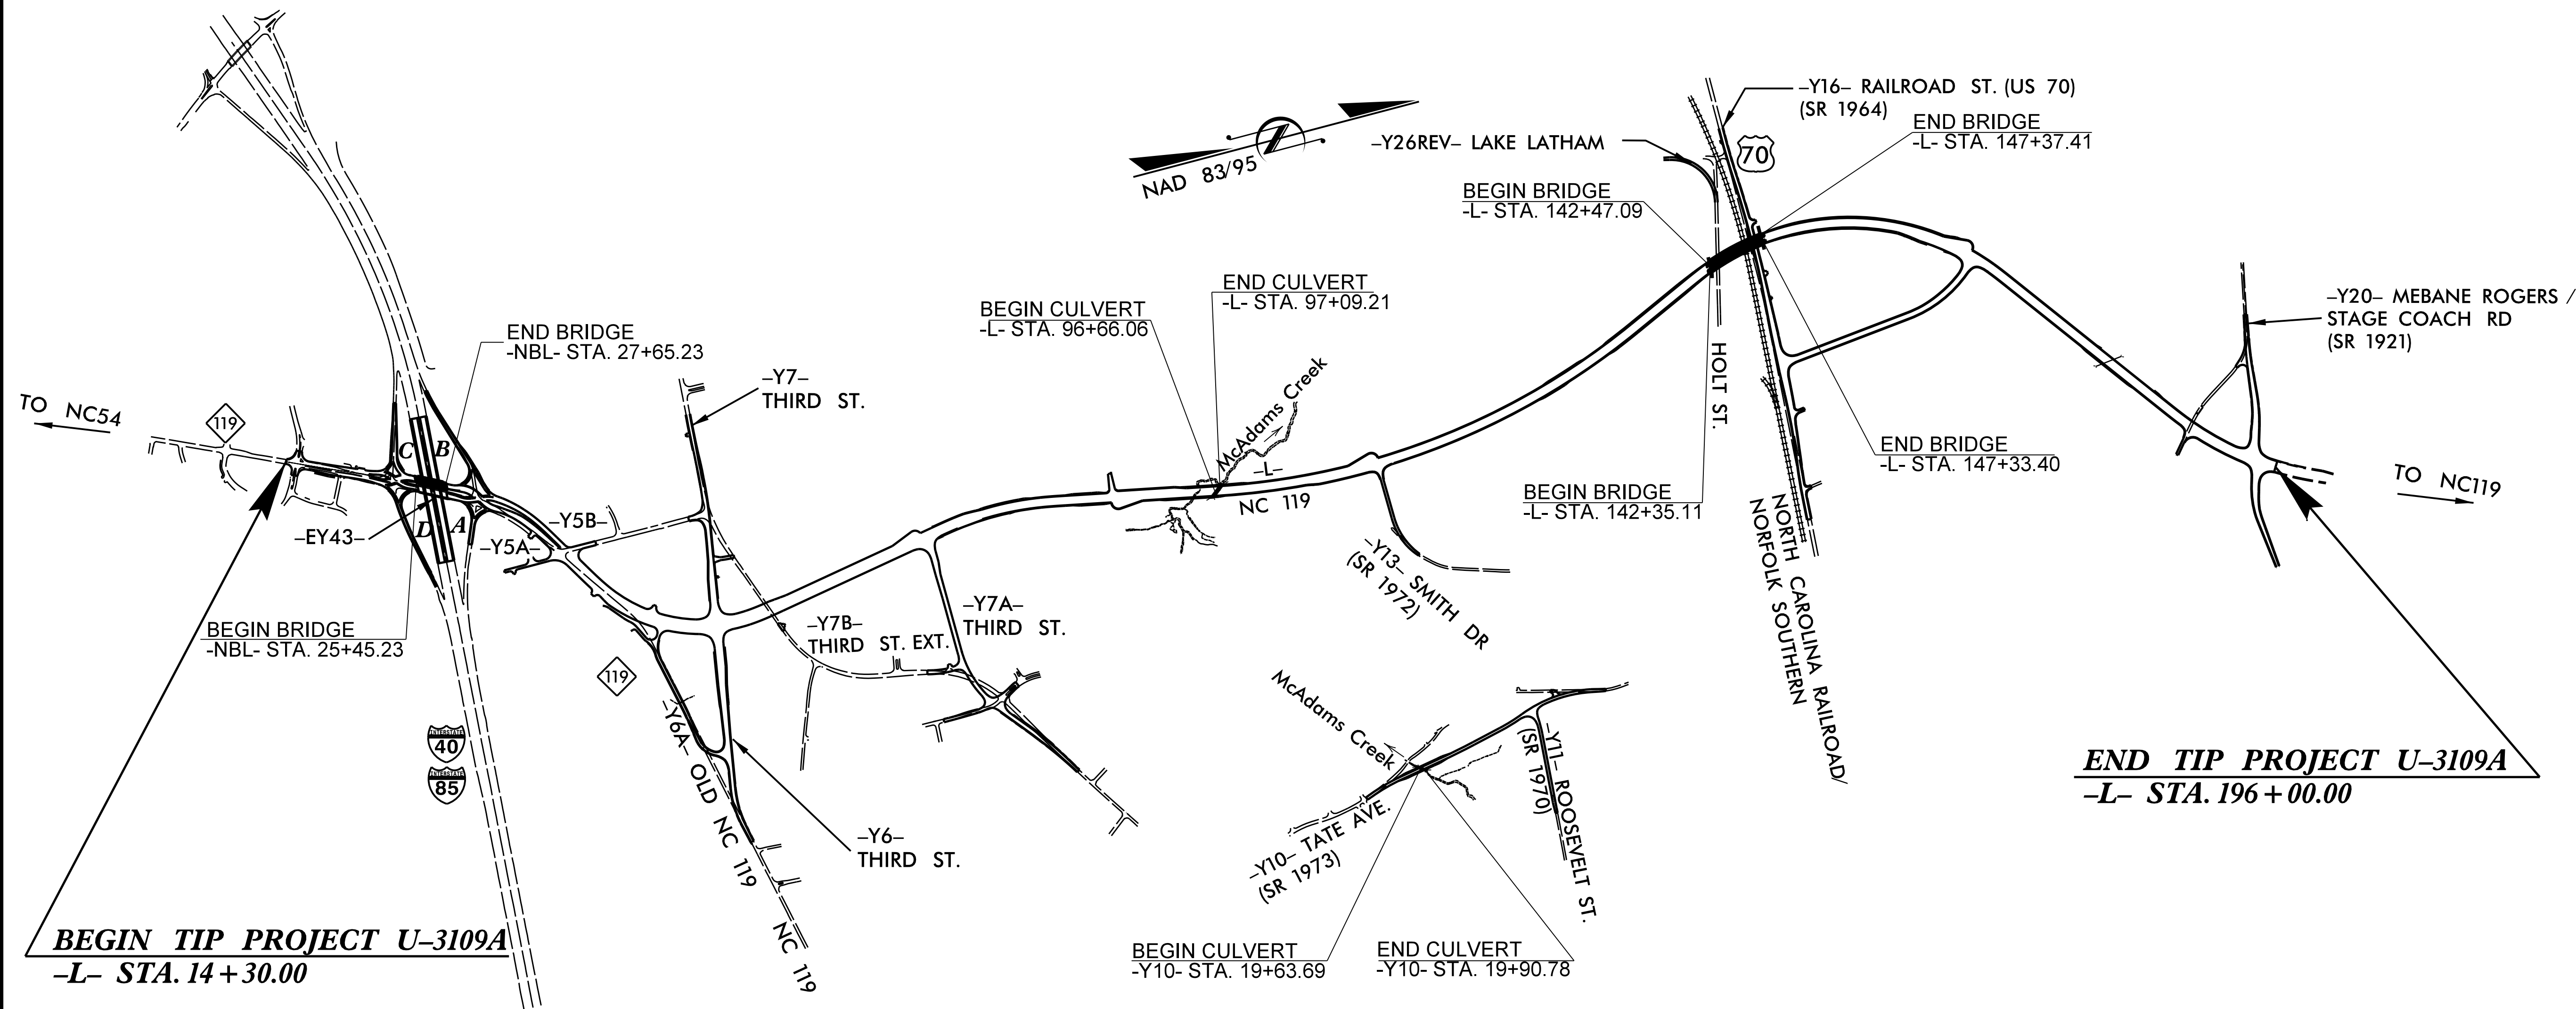 –Y16– RAILROAD ST. (US 70)
(SR 1964)
END BRIDGE
-L- STA. 147+37.41
70
–Y26REV– LAKE LATHAM
NAD 83/95
BEGIN BRIDGE
-L- STA. 142+47.09
END CULVERT
-L- STA. 97+09.21
BEGIN CULVERT
-L- STA. 96+66.06
END BRIDGE
-NBL- STA. 27+65.23
–Y20– MEBANE ROGERS /
STAGE COACH RD
(SR 1921)
–Y7–
THIRD ST.
HOLT ST.
McAdams Creek
TO NC54
119
C
B
D
A
–EY43–
–Y5B–
–Y5A–
–L–
NC 119
END BRIDGE
-L- STA. 147+33.40
BEGIN BRIDGE
-L- STA. 142+35.11
TO NC119
NORTH CAROLINA RAILROAD/
NORFOLK SOUTHERN
–Y13– SMITH DR
(SR 1972)
–Y7A–
THIRD ST.
–Y7B–
THIRD ST. EXT.
BEGIN BRIDGE
-NBL- STA. 25+45.23
119
–Y6A– OLD NC 119
McAdams Creek
–Y11– ROOSEVELT ST.
(SR 1970)
INTERSTATE
40
INTERSTATE
85
–Y6–
THIRD ST.
–Y10– TATE AVE.
(SR 1973)
END TIP PROJECT U–3109A
–L– STA. 196+00.00
BEGIN TIP PROJECT U–3109A
–L– STA. 14+30.00
NC 119
BEGIN CULVERT
-Y10- STA. 19+63.69
END CULVERT
-Y10- STA. 19+90.78